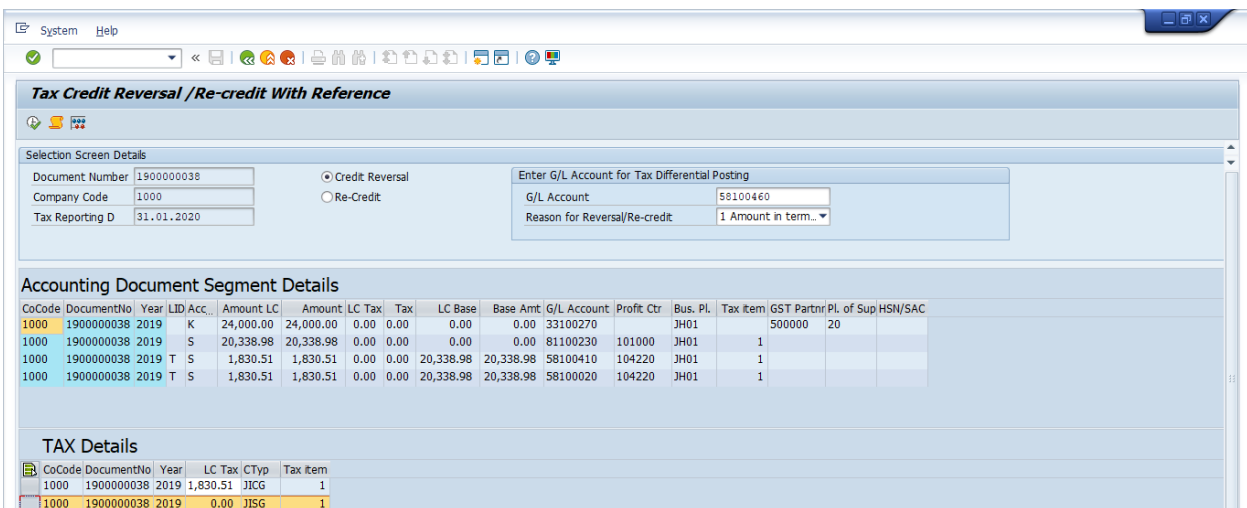 System Help
Tax Credit Reversal /Re-credit With Reference
Selection Screen Details
Document Number 1900000038 Credit Reversal Enter G/L Account for Tax Differential Posting
Company Code 1000 Re-Credit G/L Account 58100460
Tax Reporting D 31.01.2020 Reason for Reversal/Re-credit 1 Amount in term...
Accounting Document Segment Details
CoCode DocumentNo Year LID Acc... Amount LC Amount LC Tax Tax LC Base Base Amt G/L Account Profit Ctr Bus. Pl. Tax item GST Partnr Pl. of Sup HSN/SAC
1000 1900000038 2019 K 24,000.00 24,000.00 0.00 0.00 0.00 0.00 33100270 JH01 500000 20
1000 1900000038 2019 S 20,338.98 20,338.98 0.00 0.00 0.00 0.00 81100230 101000 JH01 1
1000 1900000038 2019 T S 1,830.51 1,830.51 0.00 0.00 20,338.98 20,338.98 58100410 104220 JH01 1
1000 1900000038 2019 T S 1,830.51 1,830.51 0.00 0.00 20,338.98 20,338.98 58100020 104220 JH01 1
TAX Details
CoCode DocumentNo Year LC Tax CTyp Tax item
1000 1900000038 2019 1,830.51 JICG 1
1000 1900000038 2019 0.00 JISG 1